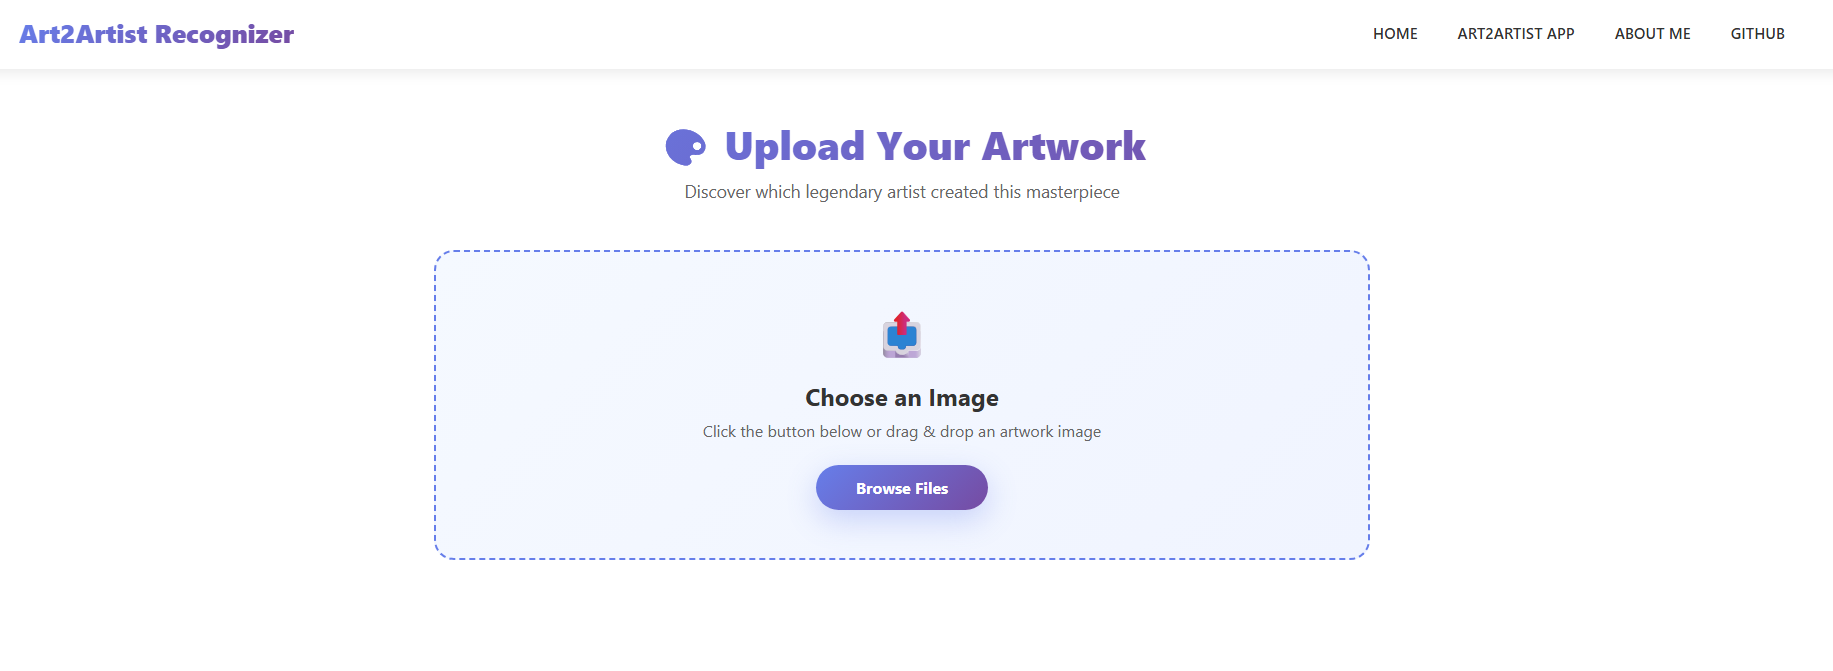 Art2Artist Recognizer
HOME ART2ARTIST APP ABOUT ME GITHUB
Upload Your Artwork
Discover which legendary artist created this masterpiece
Choose an Image
Click the button below or drag & drop an artwork image
Browse Files